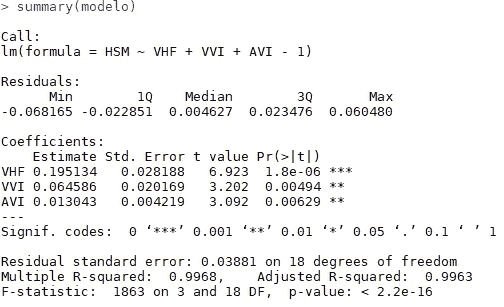 > summary(modelo)
Call:
lm(formula = HSM ~ VHF + VVI + AVI - 1)
Residuals:
Min 1Q Median 3Q Max
-0.068165 -0.022851 0.004627 0.023476 0.060480
Coefficients:
Estimate Std. Error t value Pr(>|t|)
VHF 0.195134 0.028188 6.923 1.8e-06 ***
VVI 0.064586 0.020169 3.202 0.00494 **
AVI 0.013043 0.004219 3.092 0.00629 **
---
Signif. codes: 0 ‘***’ 0.001 ‘**’ 0.01 ‘*’ 0.05 ‘.’ 0.1 ‘ ’ 1
Residual standard error: 0.03881 on 18 degrees of freedom
Multiple R-squared: 0.9968, Adjusted R-squared: 0.9963
F-statistic: 1863 on 3 and 18 DF, p-value: < 2.2e-16